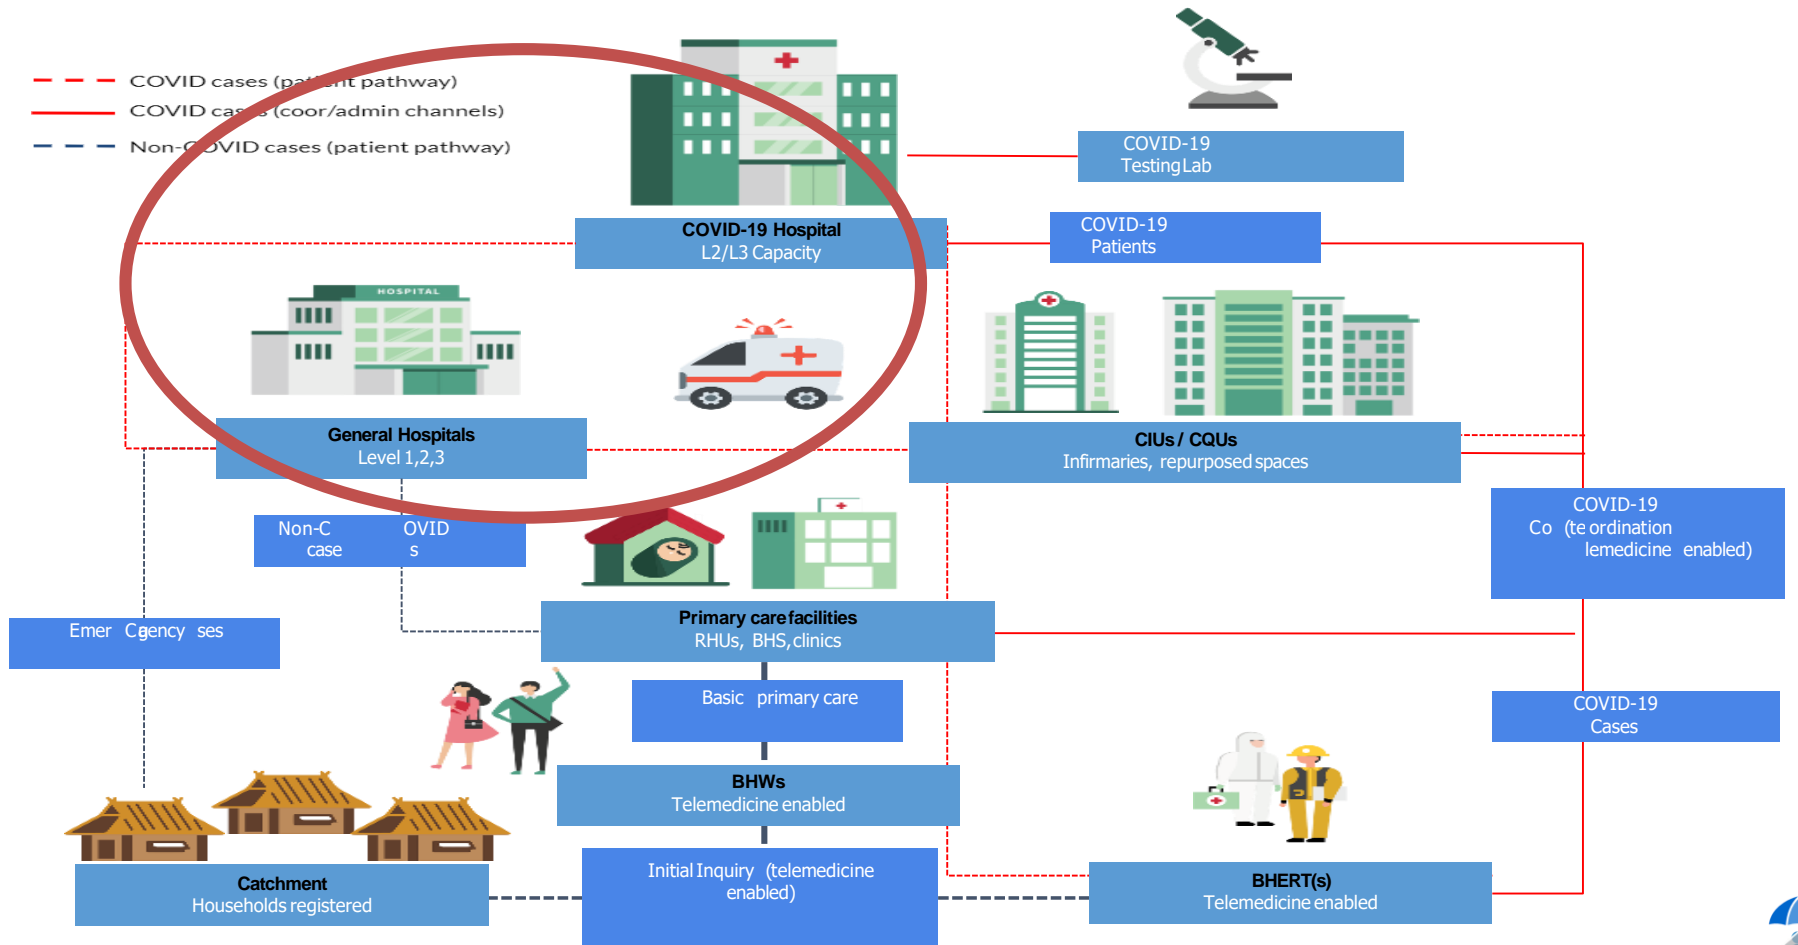 COVID cases (patient pathway)
COVID cases (coor/admin channels)
Non-COVID cases (patient pathway)
COVID-19
Testing Lab
COVID-19 Hospital
L2/L3 Capacity
COVID-19
Patients
HOSPITAL
General Hospitals
Level 1,2,3
CIUs / CQUs
Infirmaries, repurposed spaces
Non-C OVID
case s
COVID-19
Co (te ordination
lemedicine enabled)
Primary care facilities
RHUs, BHS, clinics
Emer Cgency ses
Basic primary care
COVID-19
Cases
BHWs
Telemedicine enabled
Initial Inquiry (telemedicine
enabled)
Catchment
Households registered
BHERT(s)
Telemedicine enabled